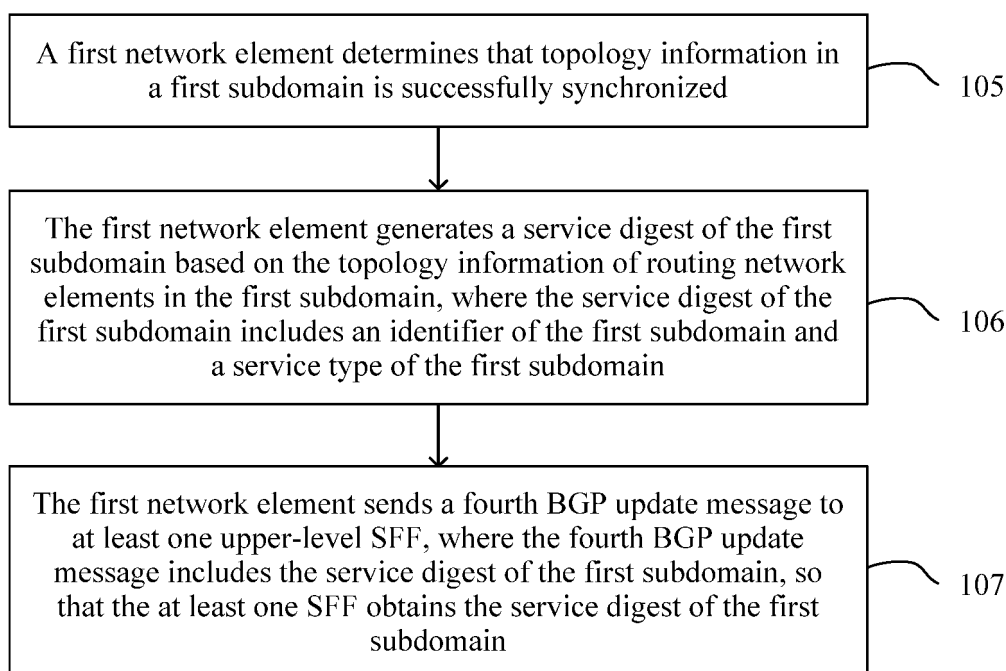 A first network element determines that topology information in
a first subdomain is successfully synchronized
105
The first network element generates a service digest of the first
subdomain based on the topology information of routing network
elements in the first subdomain, where the service digest of the
first subdomain includes an identifier of the first subdomain and
a service type of the first subdomain
106
The first network element sends a fourth BGP update message to
at least one upper-level SFF, where the fourth BGP update
message includes the service digest of the first subdomain, so
that the at least one SFF obtains the service digest of the first
subdomain
107